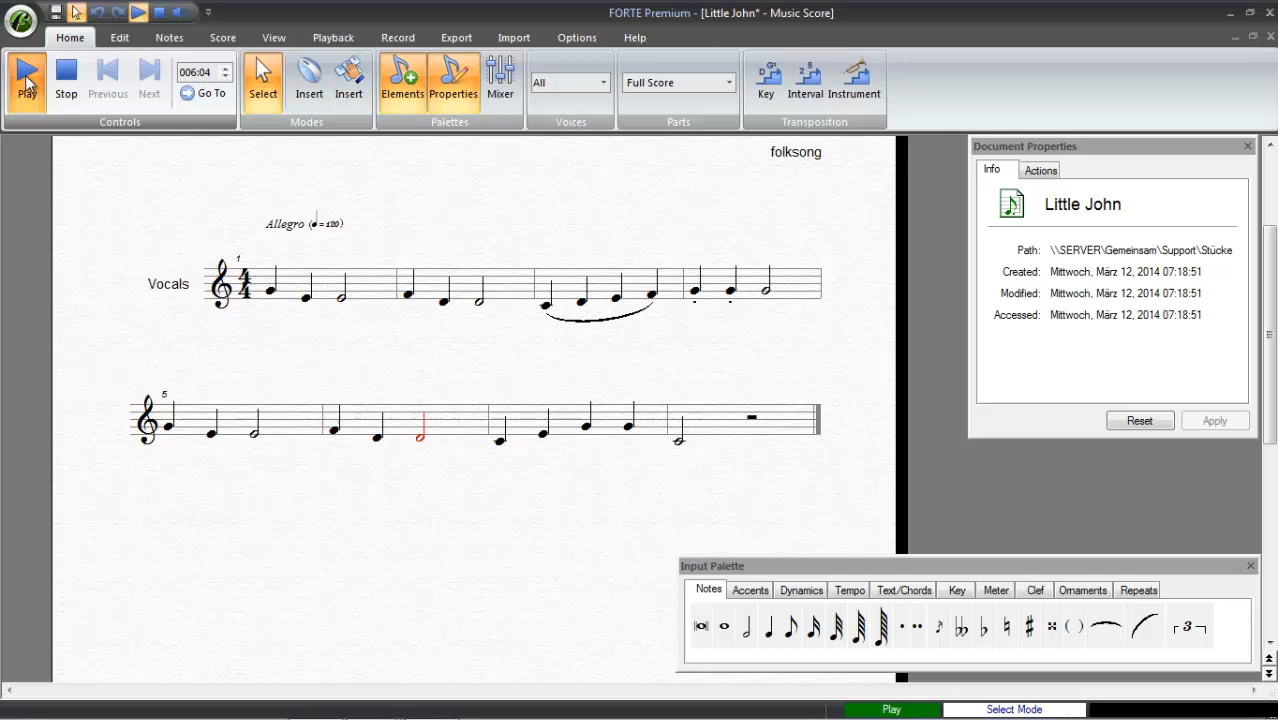 FORTE Premium - [Little John* - Music Score]
Home Edit Notes Score View Playback Record Export Import Options Help
Play Stop Previous Next 006:04 Go To
Select Insert Insert
Elements Properties Mixer
All
Full Score
Key Interval Instrument
Controls Modes Palettes Voices Parts Transposition
folksong
Allegro (♩ = 120)
1
Vocals
5
Document Properties
Info Actions
Little John
Path: \\SERVER\Gemeinsam\Support\Stücke
Created: Mittwoch, März 12, 2014 07:18:51
Modified: Mittwoch, März 12, 2014 07:18:51
Accessed: Mittwoch, März 12, 2014 07:18:51
Reset Apply
Input Palette
Notes Accents Dynamics Tempo Text/Chords Key Meter Clef Ornaments Repeats
3
Play Select Mode